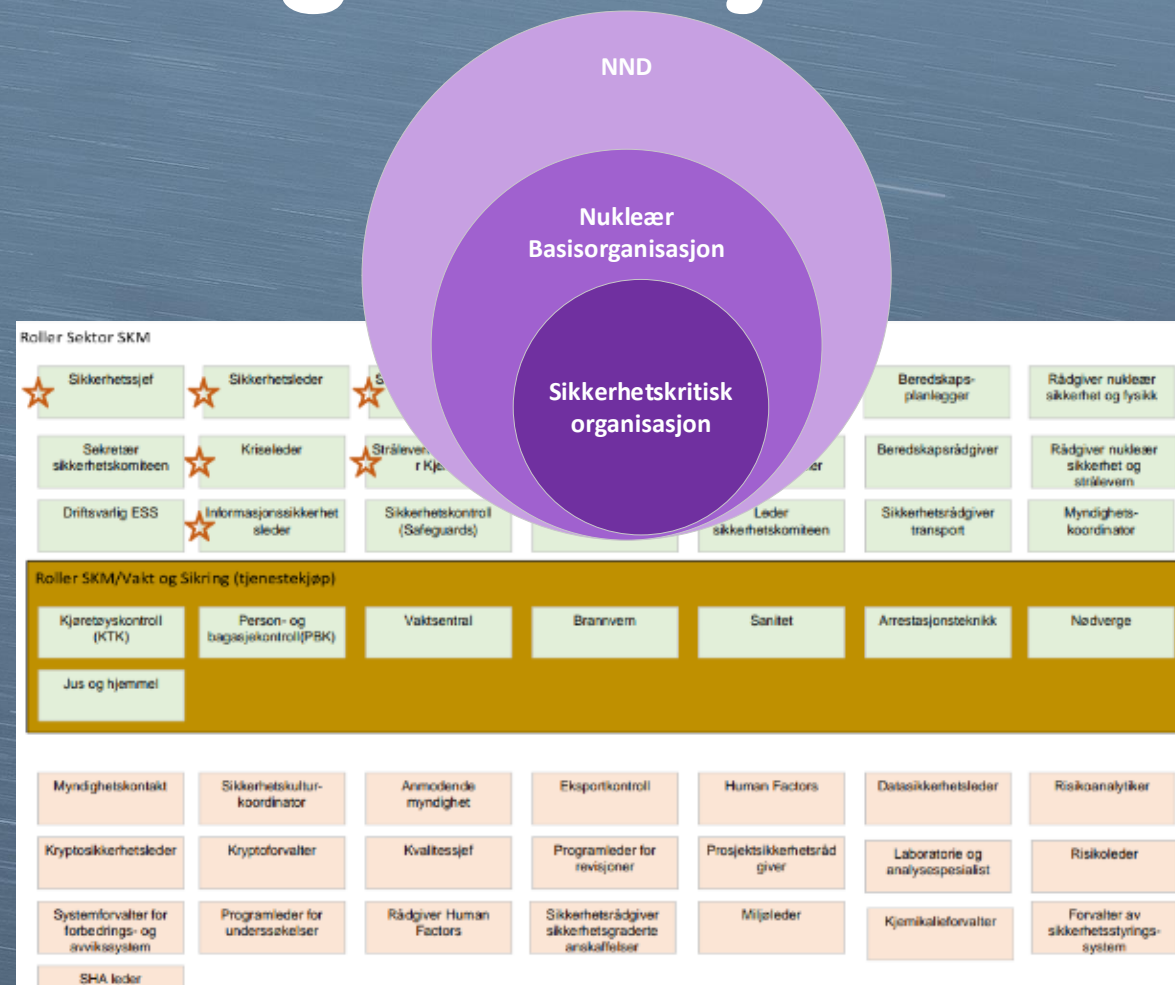 NND
Nukleær
Basisorganisasjon
Sikkerhetskritisk
organisasjon
Roller Sektor SKM
Sikkerhetssjef
Sikkerhetsleder
Beredskaps-
planlegger
Rådgiver nukleær
sikkerhet og fysikk
Sekretær
sikkerhetskomiteen
Kriseleder
Beredskapsrådgiver
Rådgiver nukleær
sikkerhet og
strålevern
Driftsvarlig ESS
Informasjonssikkerhet
sleder
Sikkerhetskontroll
(Safeguards)
Leder
sikkerhetskomiteen
Sikkerhetsrådgiver
transport
Myndighets-
koordinator
Roller SKM/Vakt og Sikring (tjenestekjøp)
Kjøretøyskontroll
(KTK)
Person- og
bagasjekontroll(PBK)
Vaktsentral
Brannvern
Sanitet
Arrestasjonsteknikk
Nødverge
Jus og hjemmel
Myndighetskontakt
Sikkerhetskultur-
koordinator
Anmodende
myndighet
Eksportkontroll
Human Factors
Datasikkerhetsleder
Risikoanalytiker
Kryptosikkerhetsleder
Kryptoforvalter
Kvalitessjef
Programleder for
revisjoner
Prosjektsikkerhetsråd
giver
Laboratorie og
analysespesialist
Risikoleder
Systemforvalter for
forbedrings- og
avvikssystem
Programleder for
underssøkelser
Rådgiver Human
Factors
Sikkerhetsrådgiver
sikkerhetsgraderte
anskaffelser
Miljøleder
Kjemikalieforvalter
Forvalter av
sikkerhetsstyrings-
system
SHA leder